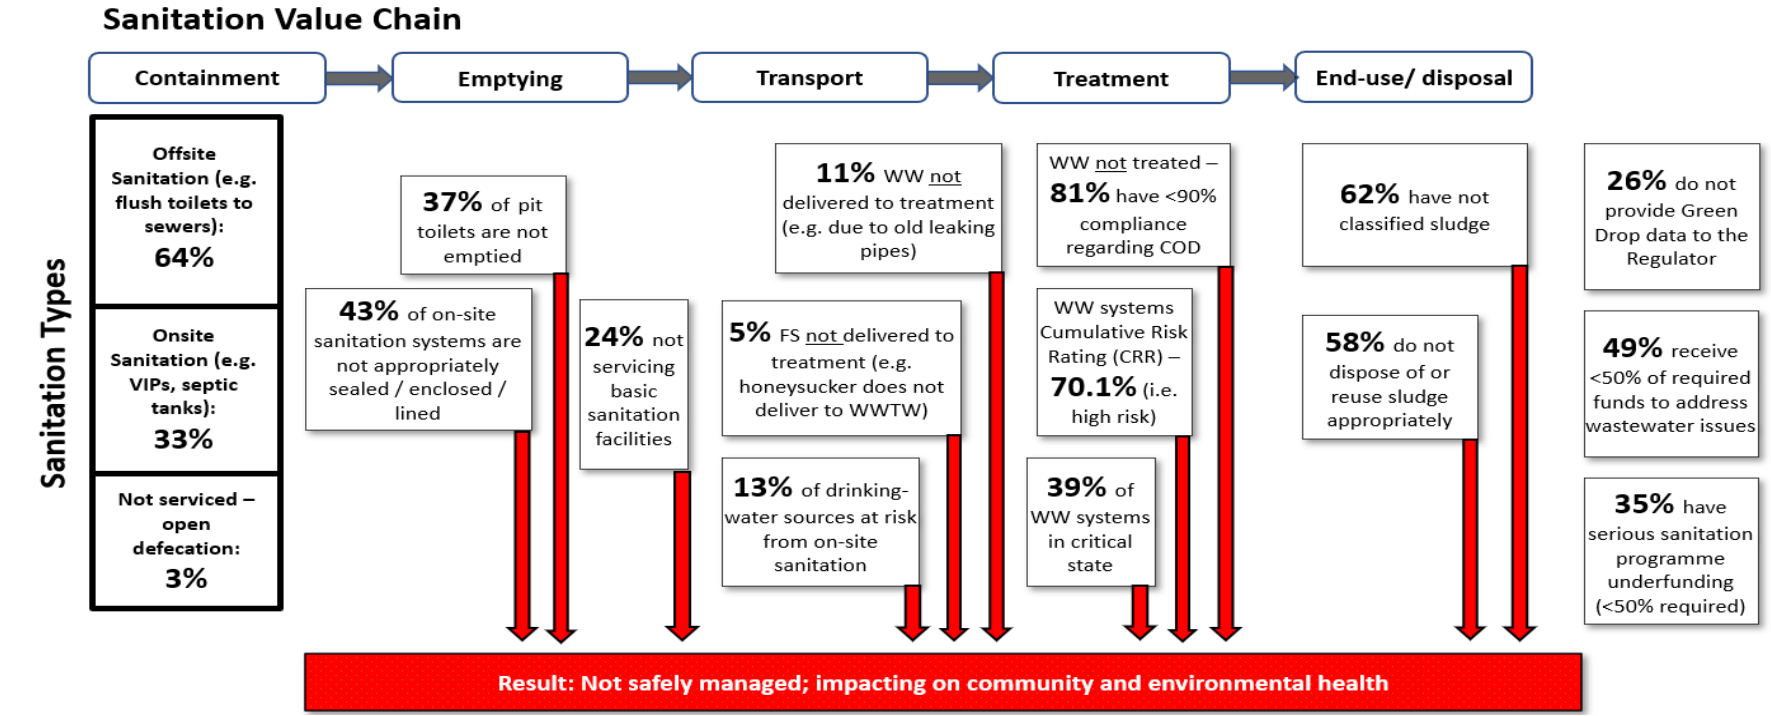 Sanitation Value Chain
Containment
Emptying
Transport
Treatment
End-use/ disposal
Sanitation Types
Offsite
Sanitation (e.g.
flush toilets to
sewers):
64%
Onsite
Sanitation (e.g.
VIPs, septic
tanks):
33%
Not serviced –
open
defecation:
3%
37% of pit
toilets are not
emptied
43% of on-site
sanitation systems are
not appropriately
sealed / enclosed /
lined
24% not
servicing
basic
sanitation
facilities
11% WW not
delivered to treatment
(e.g. due to old leaking
pipes)
5% FS not delivered to
treatment (e.g.
honeysucker does not
deliver to WWTW)
13% of drinking-
water sources at risk
from on-site
sanitation
WW not treated –
81% have <90%
compliance
regarding COD
WW systems
Cumulative Risk
Rating (CRR) –
70.1% (i.e.
high risk)
39% of
WW systems
in critical
state
62% have not
classified sludge
58% do not
dispose of or
reuse sludge
appropriately
26% do not
provide Green
Drop data to the
Regulator
49% receive
<50% of required
funds to address
wastewater issues
35% have
serious sanitation
programme
underfunding
(<50% required)
Result: Not safely managed; impacting on community and environmental health